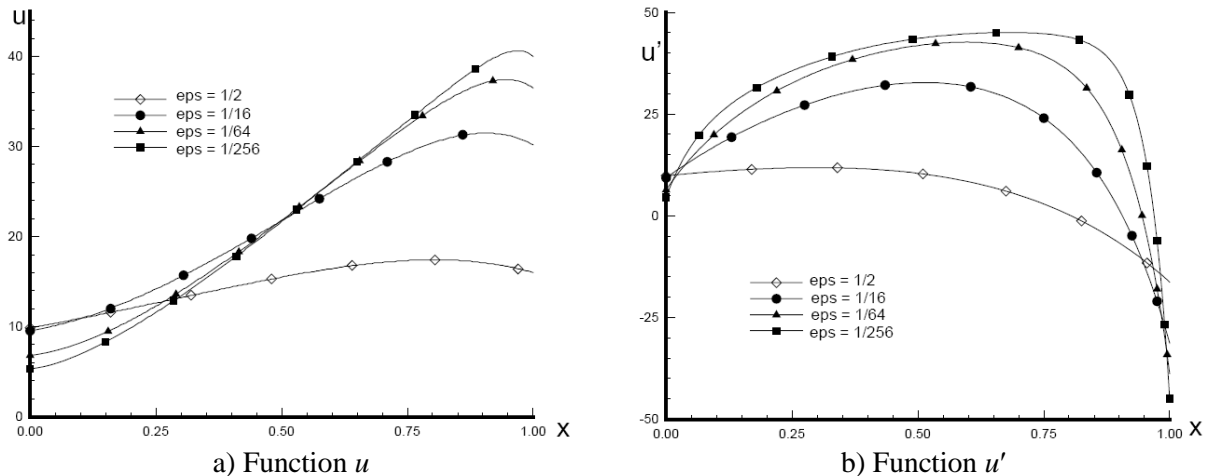 u
40
30
20
10
0
eps = 1/2
eps = 1/16
eps = 1/64
eps = 1/256
0.00
0.25
0.50
0.75
1.00
X
a) Function u
50
u'
25
0
-25
-50
eps = 1/2
eps = 1/16
eps = 1/64
eps = 1/256
0.00
0.25
0.50
0.75
1.00
X
b) Function u′